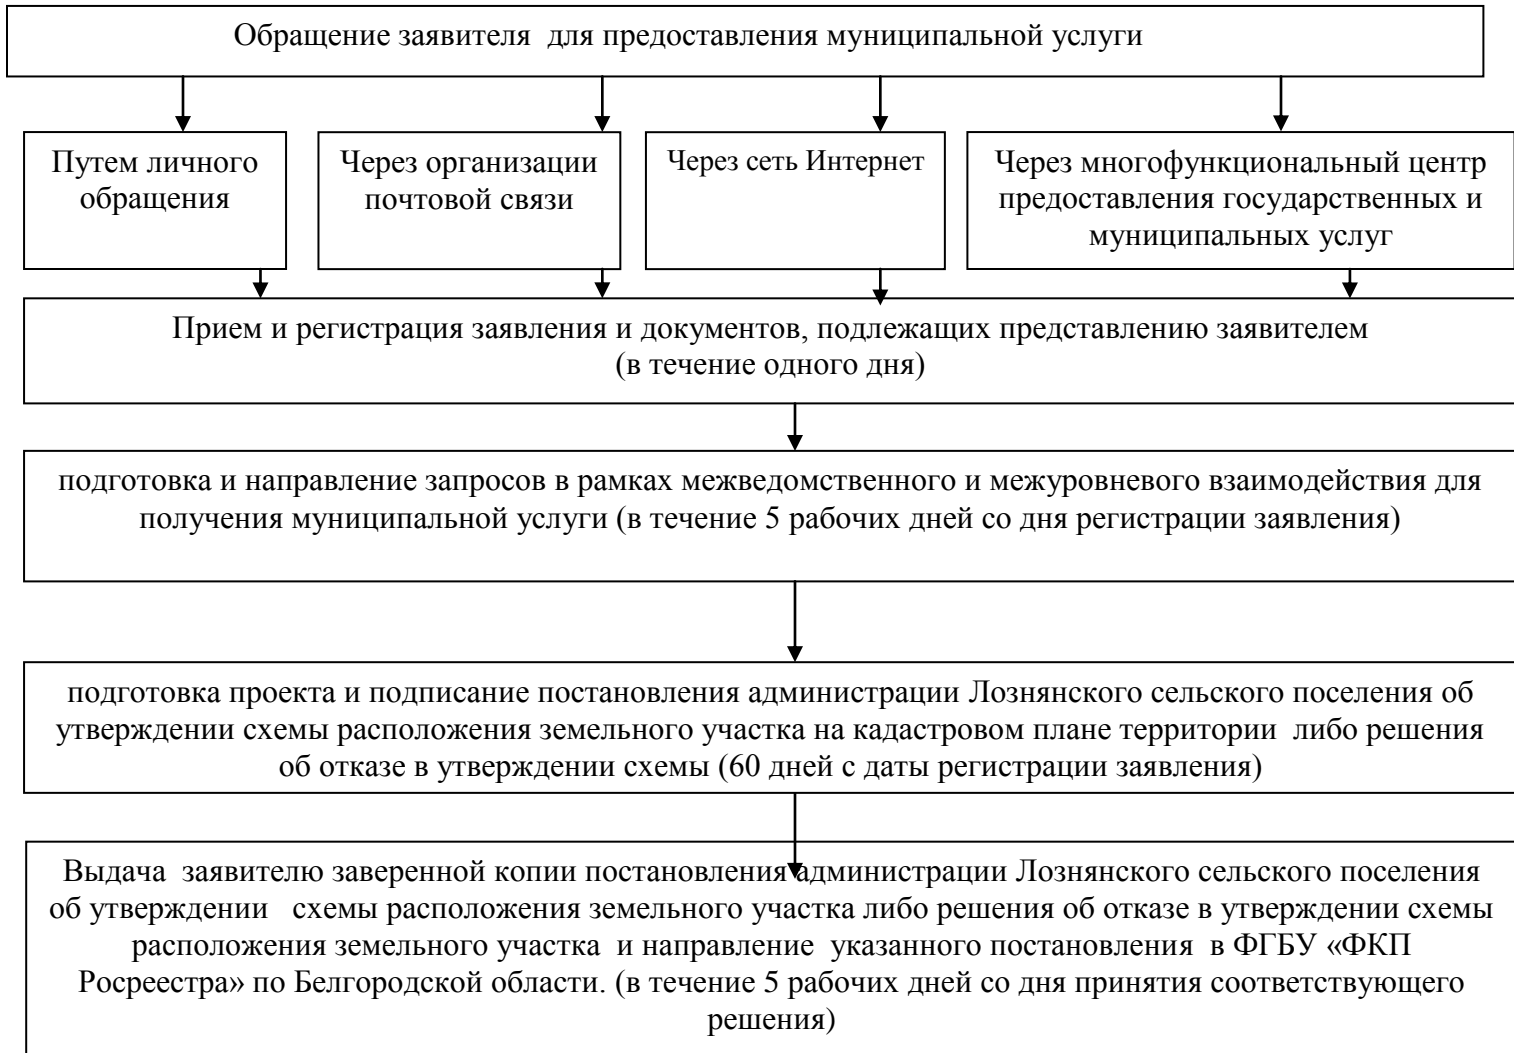 Обращение заявителя для предоставления муниципальной услуги
Путем личного
обращения
Через организации
почтовой связи
Через сеть Интернет
Через многофункциональный центр
предоставления государственных и
муниципальных услуг
Прием и регистрация заявления и документов, подлежащих представлению заявителем
(в течение одного дня)
подготовка и направление запросов в рамках межведомственного и межуровневого взаимодействия для
получения муниципальной услуги (в течение 5 рабочих дней со дня регистрации заявления)
подготовка проекта и подписание постановления администрации Лознянского сельского поселения об
утверждении схемы расположения земельного участка на кадастровом плане территории либо решения
об отказе в утверждении схемы (60 дней с даты регистрации заявления)
Выдача заявителю заверенной копии постановления администрации Лознянского сельского поселения
об утверждении схемы расположения земельного участка либо решения об отказе в утверждении схемы
расположения земельного участка и направление указанного постановления в ФГБУ «ФКП
Росреестра» по Белгородской области. (в течение 5 рабочих дней со дня принятия соответствующего
решения)